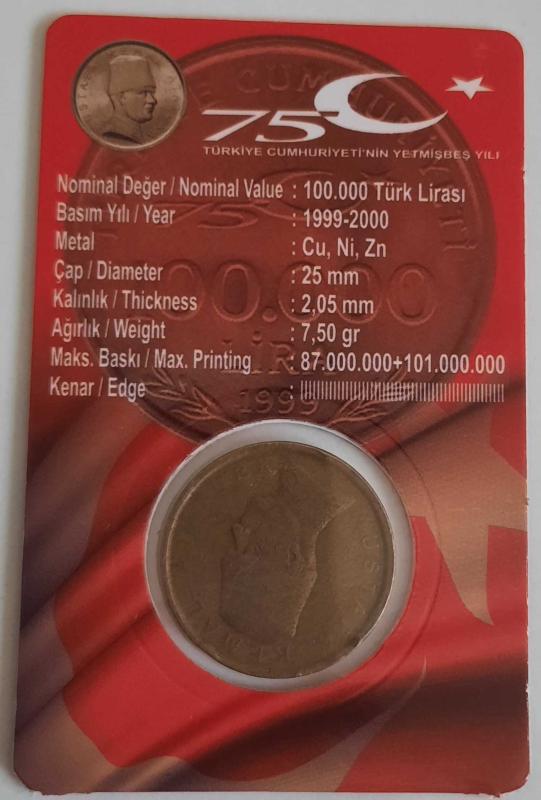 75
TÜRKİYE CUMHURİYETİ'NİN YETMİŞBEŞ YILI
Nominal Değer / Nominal Value : 100.000 Türk Lirası
Basım Yılı / Year : 1999-2000
Metal : Cu, Ni, Zn
Çap / Diameter : 25 mm
Kalınlık / Thickness : 2,05 mm
Ağırlık / Weight : 7,50 gr
Maks. Baskı / Max. Printing : 87.000.000+101.000.000
Kenar / Edge :
1999